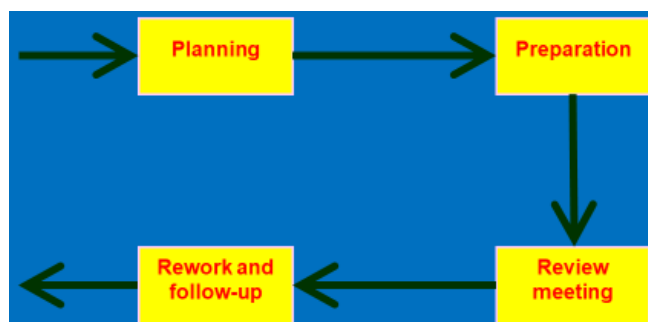 Planning
Preparation
Rework and
follow-up
Review
meeting